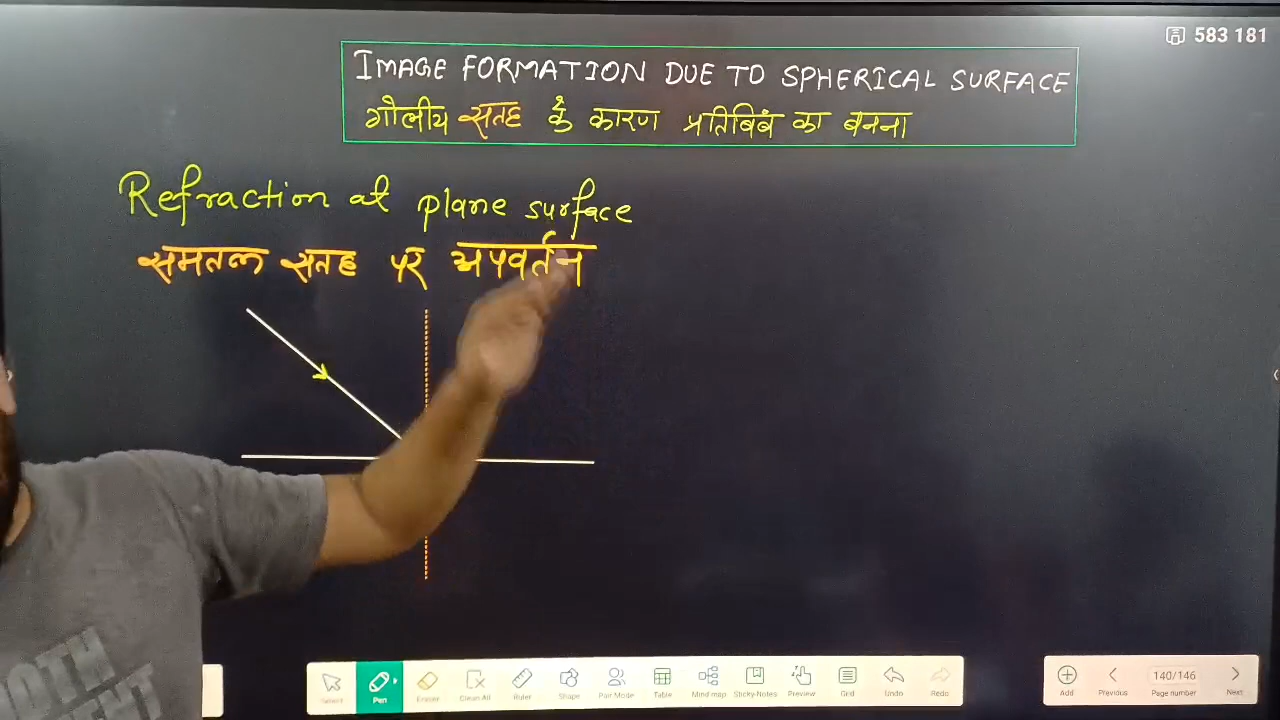 583 181
IMAGE FORMATION DUE TO SPHERICAL SURFACE
गोलीय सतह के कारण प्रतिबिंब का बनना
Refraction at plane surface
समतल सतह पर अपवर्तन
Select
Pen
Eraser
Clean All
Ruler
Shape
Pair Mode
Table
Mind map
Sticky Notes
Preview
Grid
Undo
Redo
Add
Previous
140/146
Page number
Next